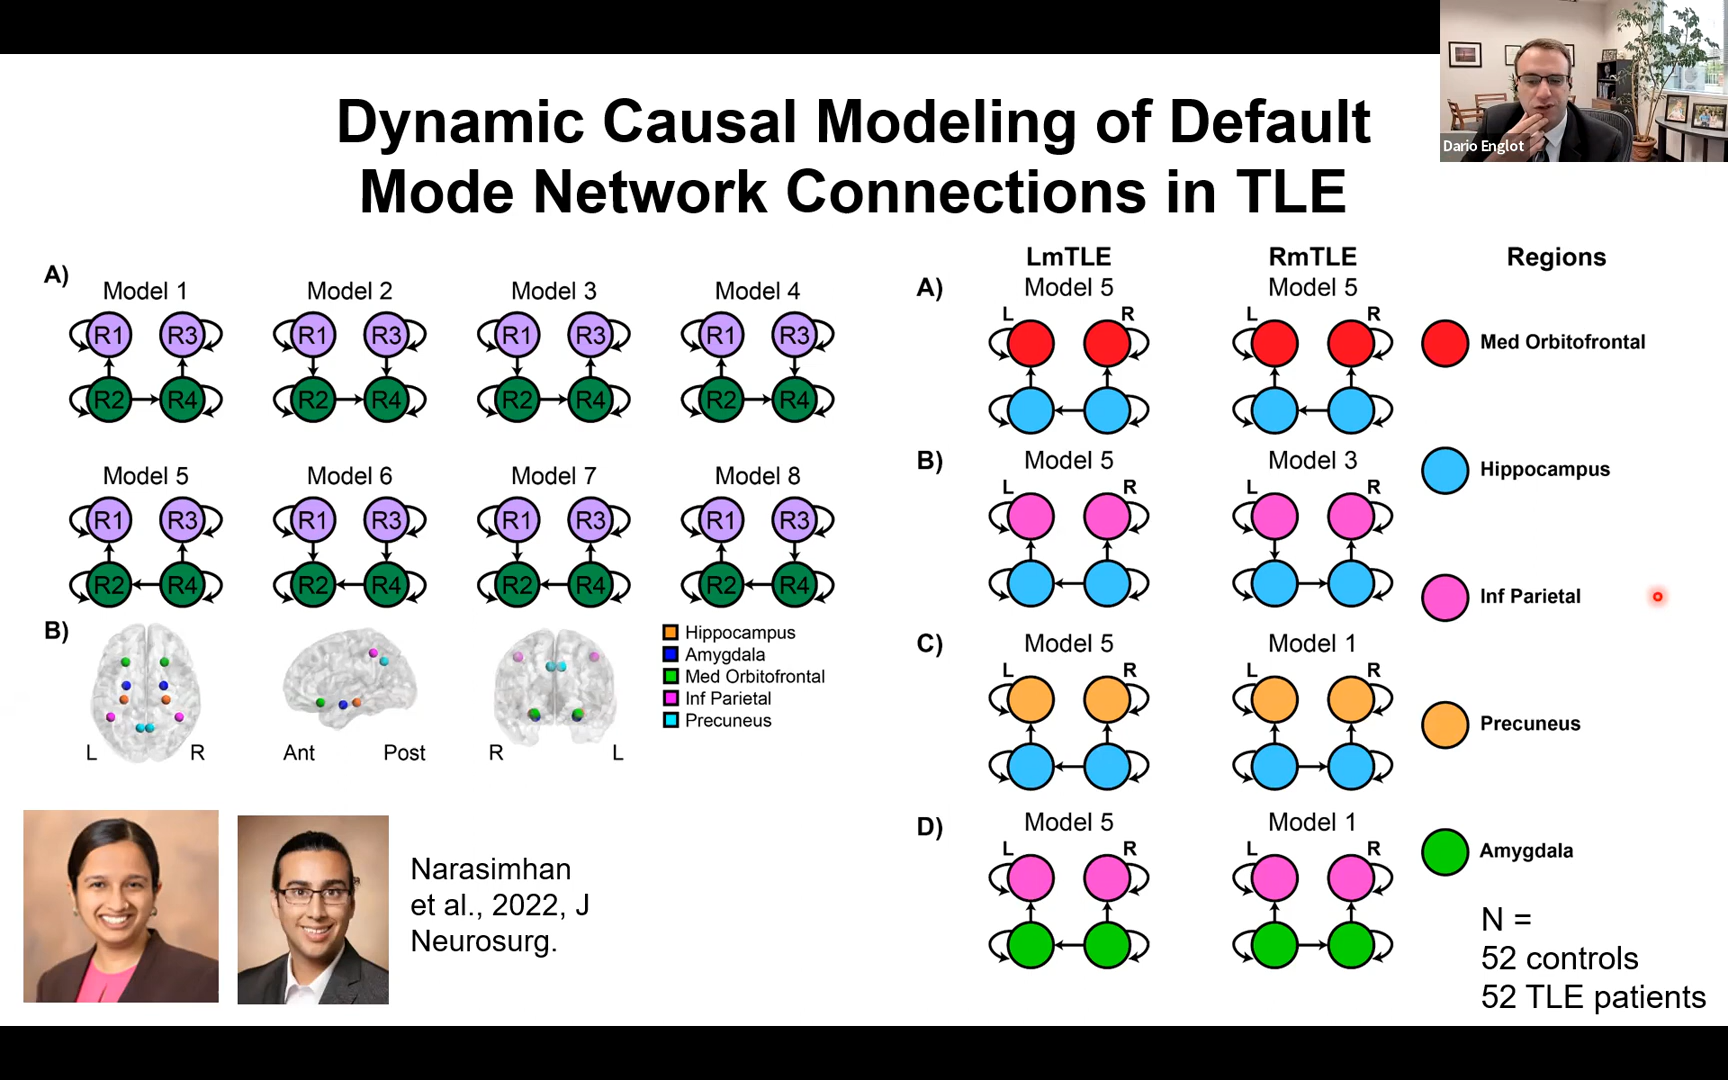 Dario Englot
Dynamic Causal Modeling of Default
Mode Network Connections in TLE
A)
Model 1 Model 2 Model 3 Model 4
R1 R3 R1 R3 R1 R3 R1 R3
R2 R4 R2 R4 R2 R4 R2 R4
Model 5 Model 6 Model 7 Model 8
R1 R3 R1 R3 R1 R3 R1 R3
R2 R4 R2 R4 R2 R4 R2 R4
B)
Hippocampus
Amygdala
Med Orbitofrontal
Inf Parietal
Precuneus
L R Ant Post R L
Narasimhan
et al., 2022, J
Neurosurg.
LmTLE RmTLE
A) Model 5 Model 5
L R L R
B) Model 5 Model 3
L R L R
C) Model 5 Model 1
L R L R
D) Model 5 Model 1
L R L R
Regions
Med Orbitofrontal
Hippocampus
Inf Parietal
Precuneus
Amygdala
N =
52 controls
52 TLE patients